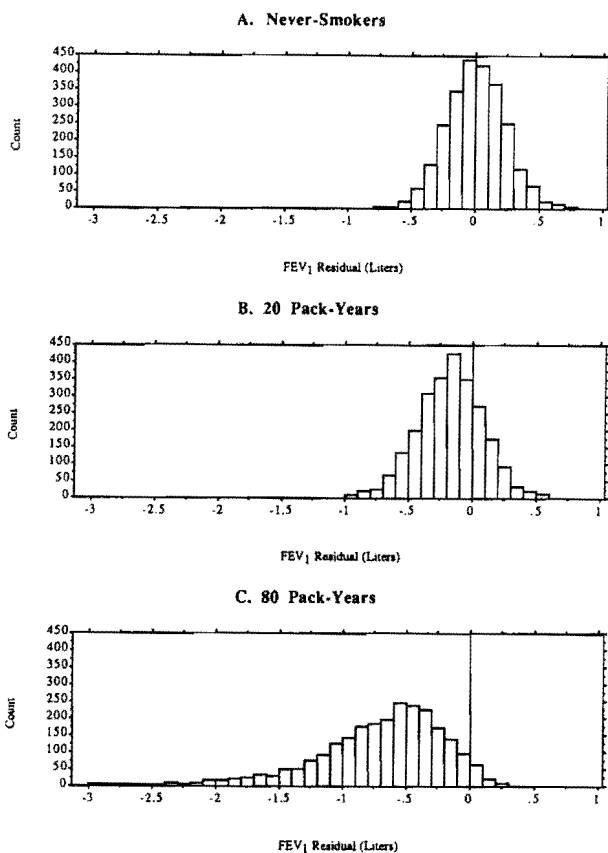 A. Never-Smokers
450
400
350
300
250
200
150
100
50
0
Count
-3 -2.5 -2 -1.5 -1 -.5 0 .5 1
FEV1 Residual (Liters)
B. 20 Pack-Years
450
400
350
300
250
200
150
100
50
0
Count
-3 -2.5 -2 -1.5 -1 -.5 0 .5 1
FEV1 Residual (Liters)
C. 80 Pack-Years
450
400
350
300
250
200
150
100
50
0
Count
-3 -2.5 -2 -1.5 -1 -.5 0 .5 1
FEV1 Residual (Liters)